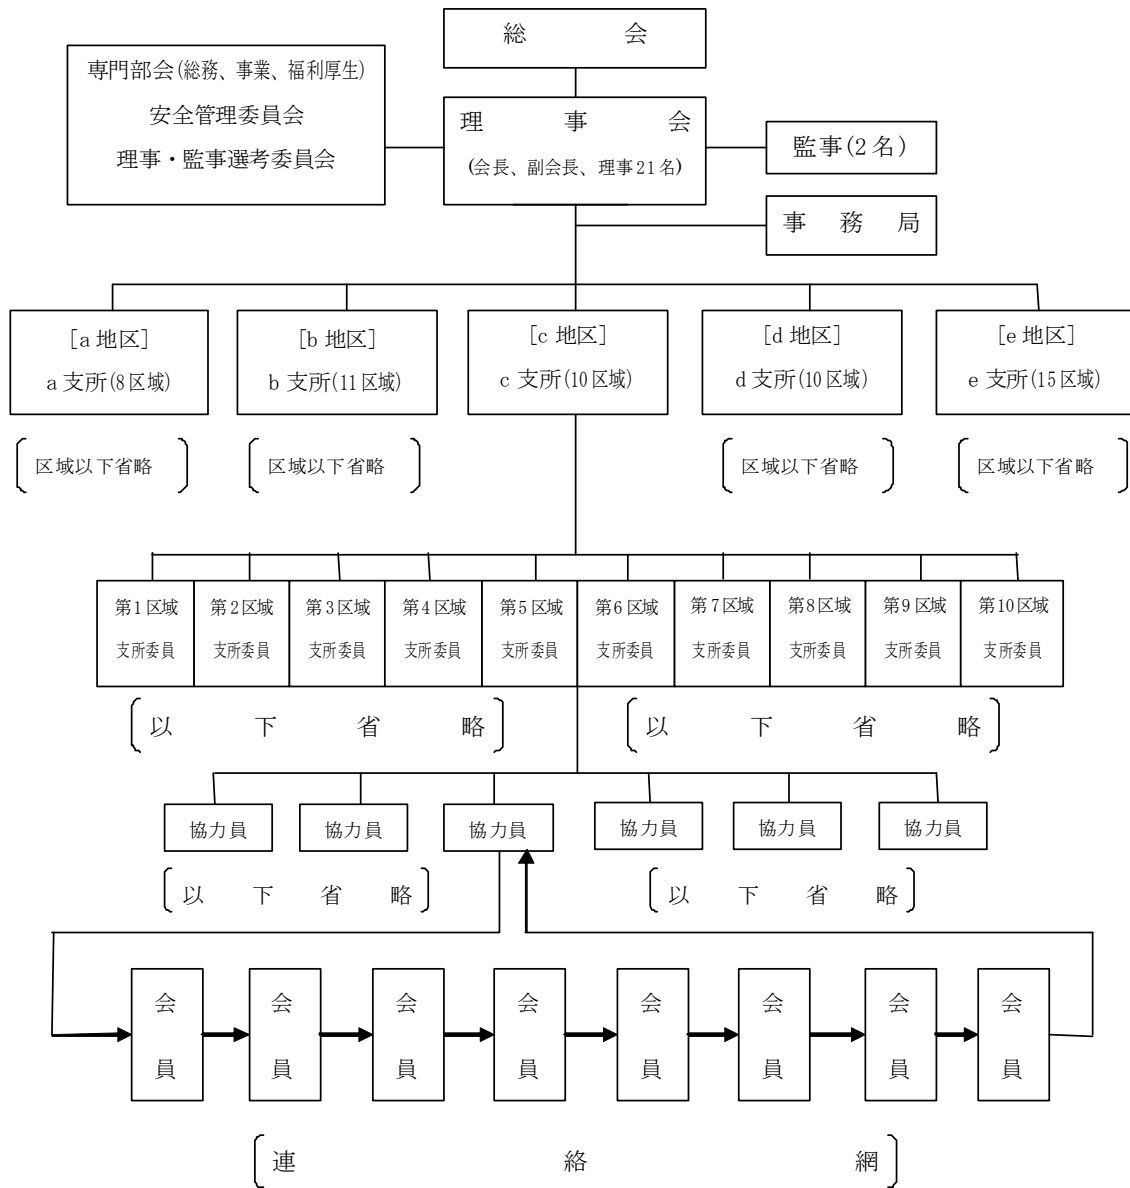 総会
専門部会(総務、事業、福利厚生)
安全管理委員会
理事・監事選考委員会
理事会
(会長、副会長、理事21名)
監事(2名)
事務局
[a地区]
a支所(8区域)
[b地区]
b支所(11区域)
[c地区]
c支所(10区域)
[d地区]
d支所(10区域)
[e地区]
e支所(15区域)
区域以下省略
区域以下省略
区域以下省略
区域以下省略
第1区域
支所委員
第2区域
支所委員
第3区域
支所委員
第4区域
支所委員
第5区域
支所委員
第6区域
支所委員
第7区域
支所委員
第8区域
支所委員
第9区域
支所委員
第10区域
支所委員
以下省略
以下省略
協力員
協力員
協力員
協力員
協力員
協力員
以下省略
以下省略
会員
会員
会員
会員
会員
会員
会員
会員
連絡網